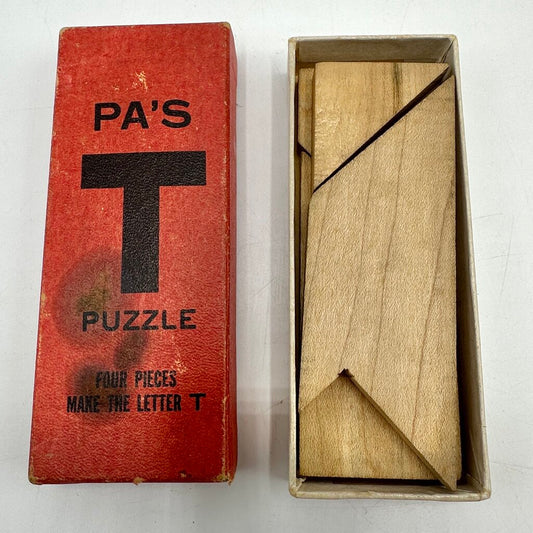 PA'S
T
PUZZLE
FOUR PIECES
MAKE THE LETTER T